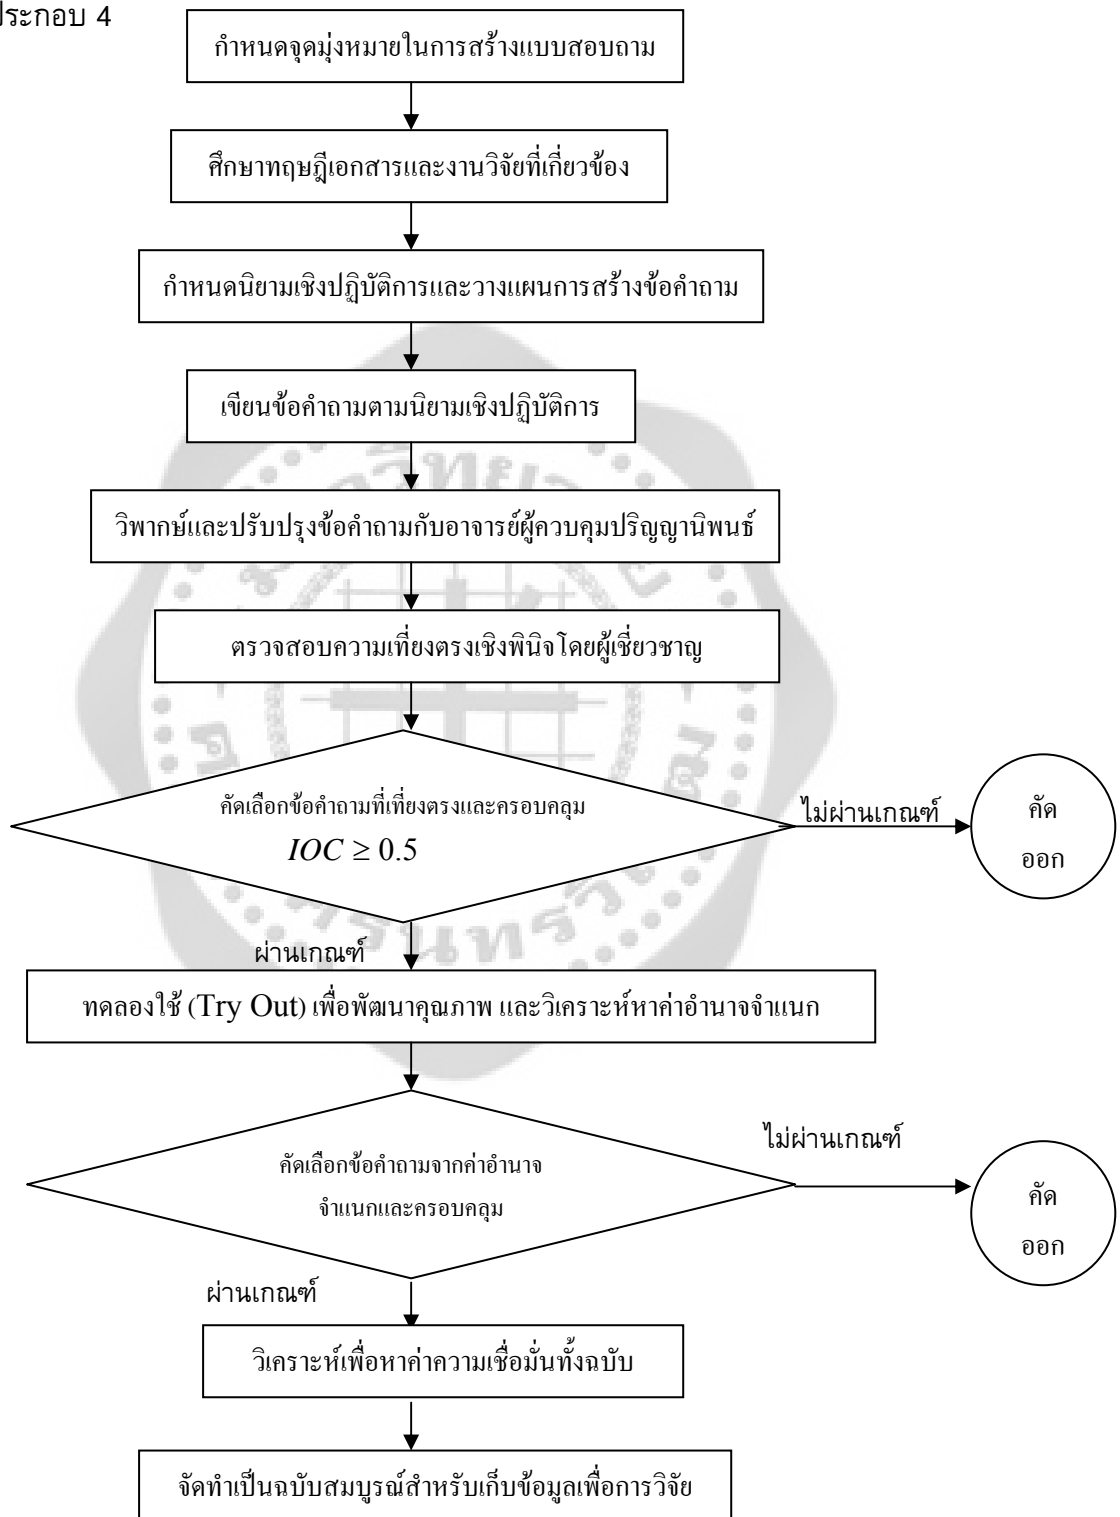 ประกอบ 4
กำหนดจุดมุ่งหมายในการสร้างแบบสอบถาม
ศึกษาทฤษฎีเอกสารและงานวิจัยที่เกี่ยวข้อง
กำหนดนิยามเชิงปฏิบัติการและวางแผนการสร้างข้อคำถาม
เขียนข้อคำถามตามนิยามเชิงปฏิบัติการ
วิพากษ์และปรับปรุงข้อคำถามกับอาจารย์ผู้ควบคุมปริญญานิพนธ์
ตรวจสอบความเที่ยงตรงเชิงพินิจโดยผู้เชี่ยวชาญ
คัดเลือกข้อคำถามที่เที่ยงตรงและครอบคลุม
IOC ≥ 0.5
ไม่ผ่านเกณฑ์
คัด
ออก
ผ่านเกณฑ์
ทดลองใช้ (Try Out) เพื่อพัฒนาคุณภาพ และวิเคราะห์หาค่าอำนาจจำแนก
คัดเลือกข้อคำถามจากค่าอำนาจ
จำแนกและครอบคลุม
ไม่ผ่านเกณฑ์
คัด
ออก
ผ่านเกณฑ์
วิเคราะห์เพื่อหาค่าความเชื่อมั่นทั้งฉบับ
จัดทำเป็นฉบับสมบูรณ์สำหรับเก็บข้อมูลเพื่อการวิจัย